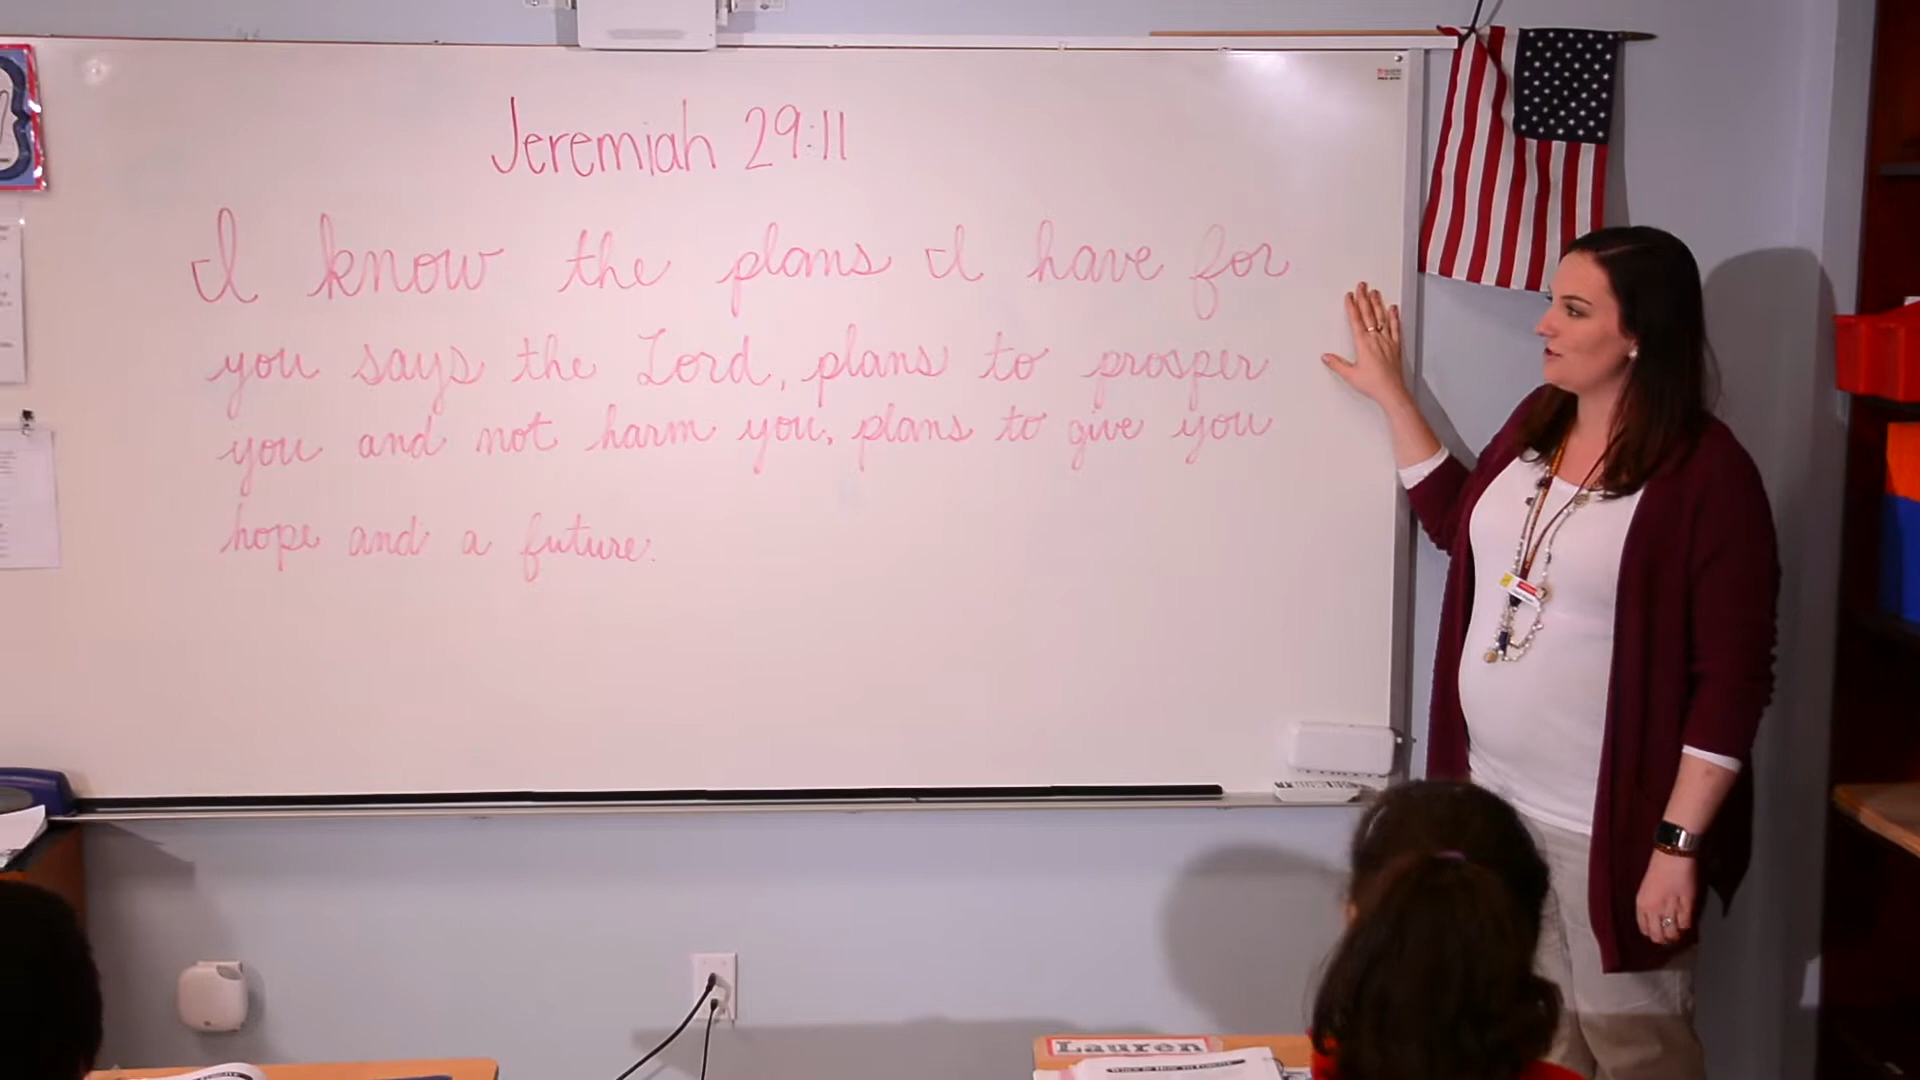 Jeremiah 29:11
I know the plans I have for
you says the Lord, plans to prosper
you and not harm you, plans to give you
hope and a future.
Lauren